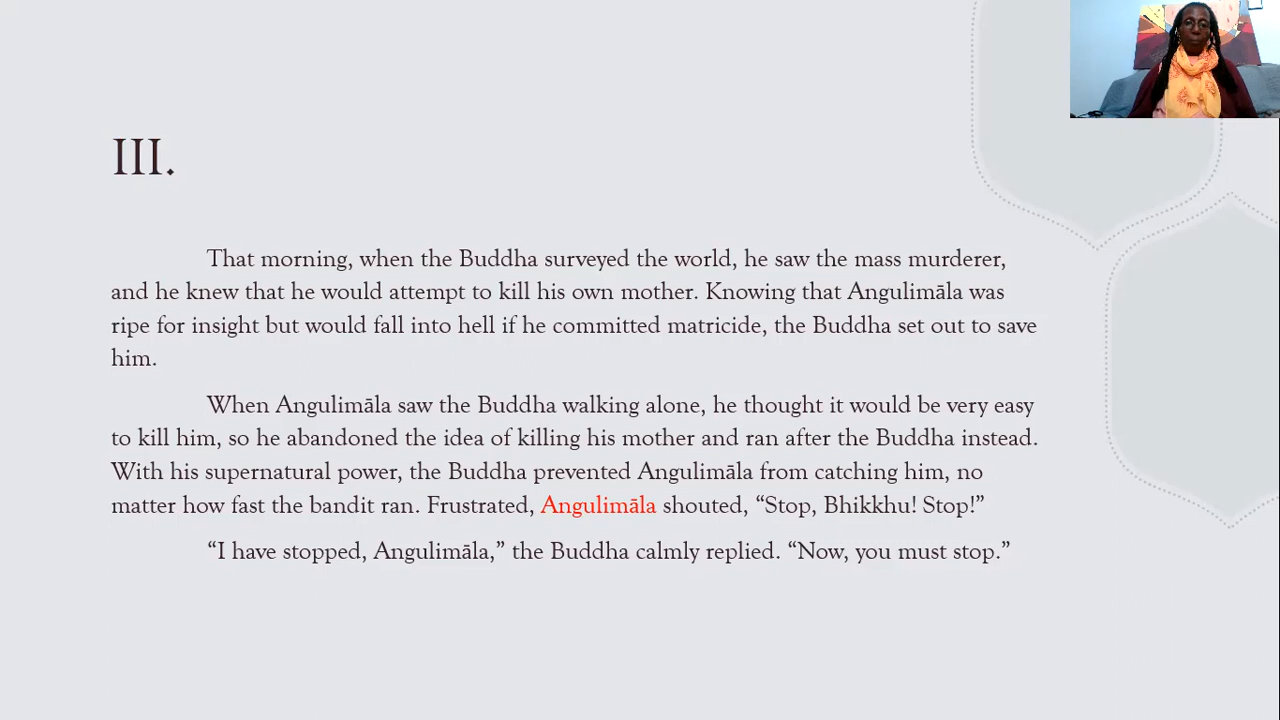 III.
That morning, when the Buddha surveyed the world, he saw the mass murderer,
and he knew that he would attempt to kill his own mother. Knowing that Angulimāla was
ripe for insight but would fall into hell if he committed matricide, the Buddha set out to save
him.
When Angulimāla saw the Buddha walking alone, he thought it would be very easy
to kill him, so he abandoned the idea of killing his mother and ran after the Buddha instead.
With his supernatural power, the Buddha prevented Angulimāla from catching him, no
matter how fast the bandit ran. Frustrated, Angulimāla shouted, “Stop, Bhikkhu! Stop!”
“I have stopped, Angulimāla,” the Buddha calmly replied. “Now, you must stop.”